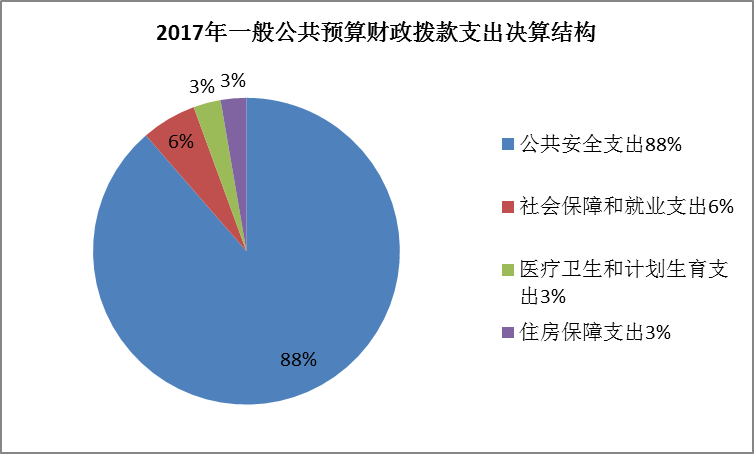 2017年一般公共预算财政拨款支出决算结构
3%
3%
6%
88%
公共安全支出88%
社会保障和就业支出6%
医疗卫生和计划生育支
出3%
住房保障支出3%